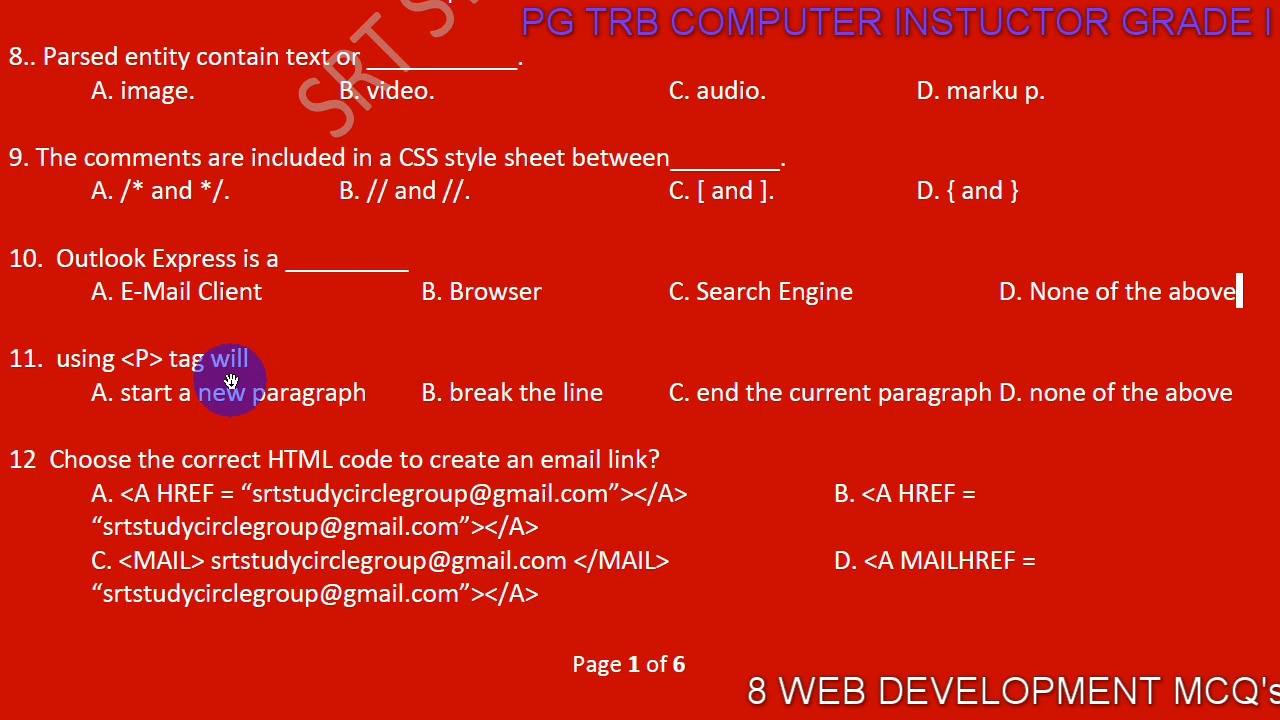 PG TRB COMPUTER INSTUCTOR GRADE I
SRT S
8.. Parsed entity contain text or ___________.
A. image. B. video. C. audio. D. marku p.
9. The comments are included in a CSS style sheet between________.
A. /* and */. B. // and //. C. [ and ]. D. { and }
10. Outlook Express is a ___________
A. E-Mail Client B. Browser C. Search Engine D. None of the above
11. using <P> tag will
A. start a new paragraph B. break the line C. end the current paragraph D. none of the above
12 Choose the correct HTML code to create an email link?
A. <A HREF = “srtstudycirclegroup@gmail.com”></A> B. <A HREF =
“srtstudycirclegroup@gmail.com”></A>
C. <MAIL> srtstudycirclegroup@gmail.com </MAIL> D. <A MAILHREF =
“srtstudycirclegroup@gmail.com”></A>
Page 1 of 6
8 WEB DEVELOPMENT MCQ's